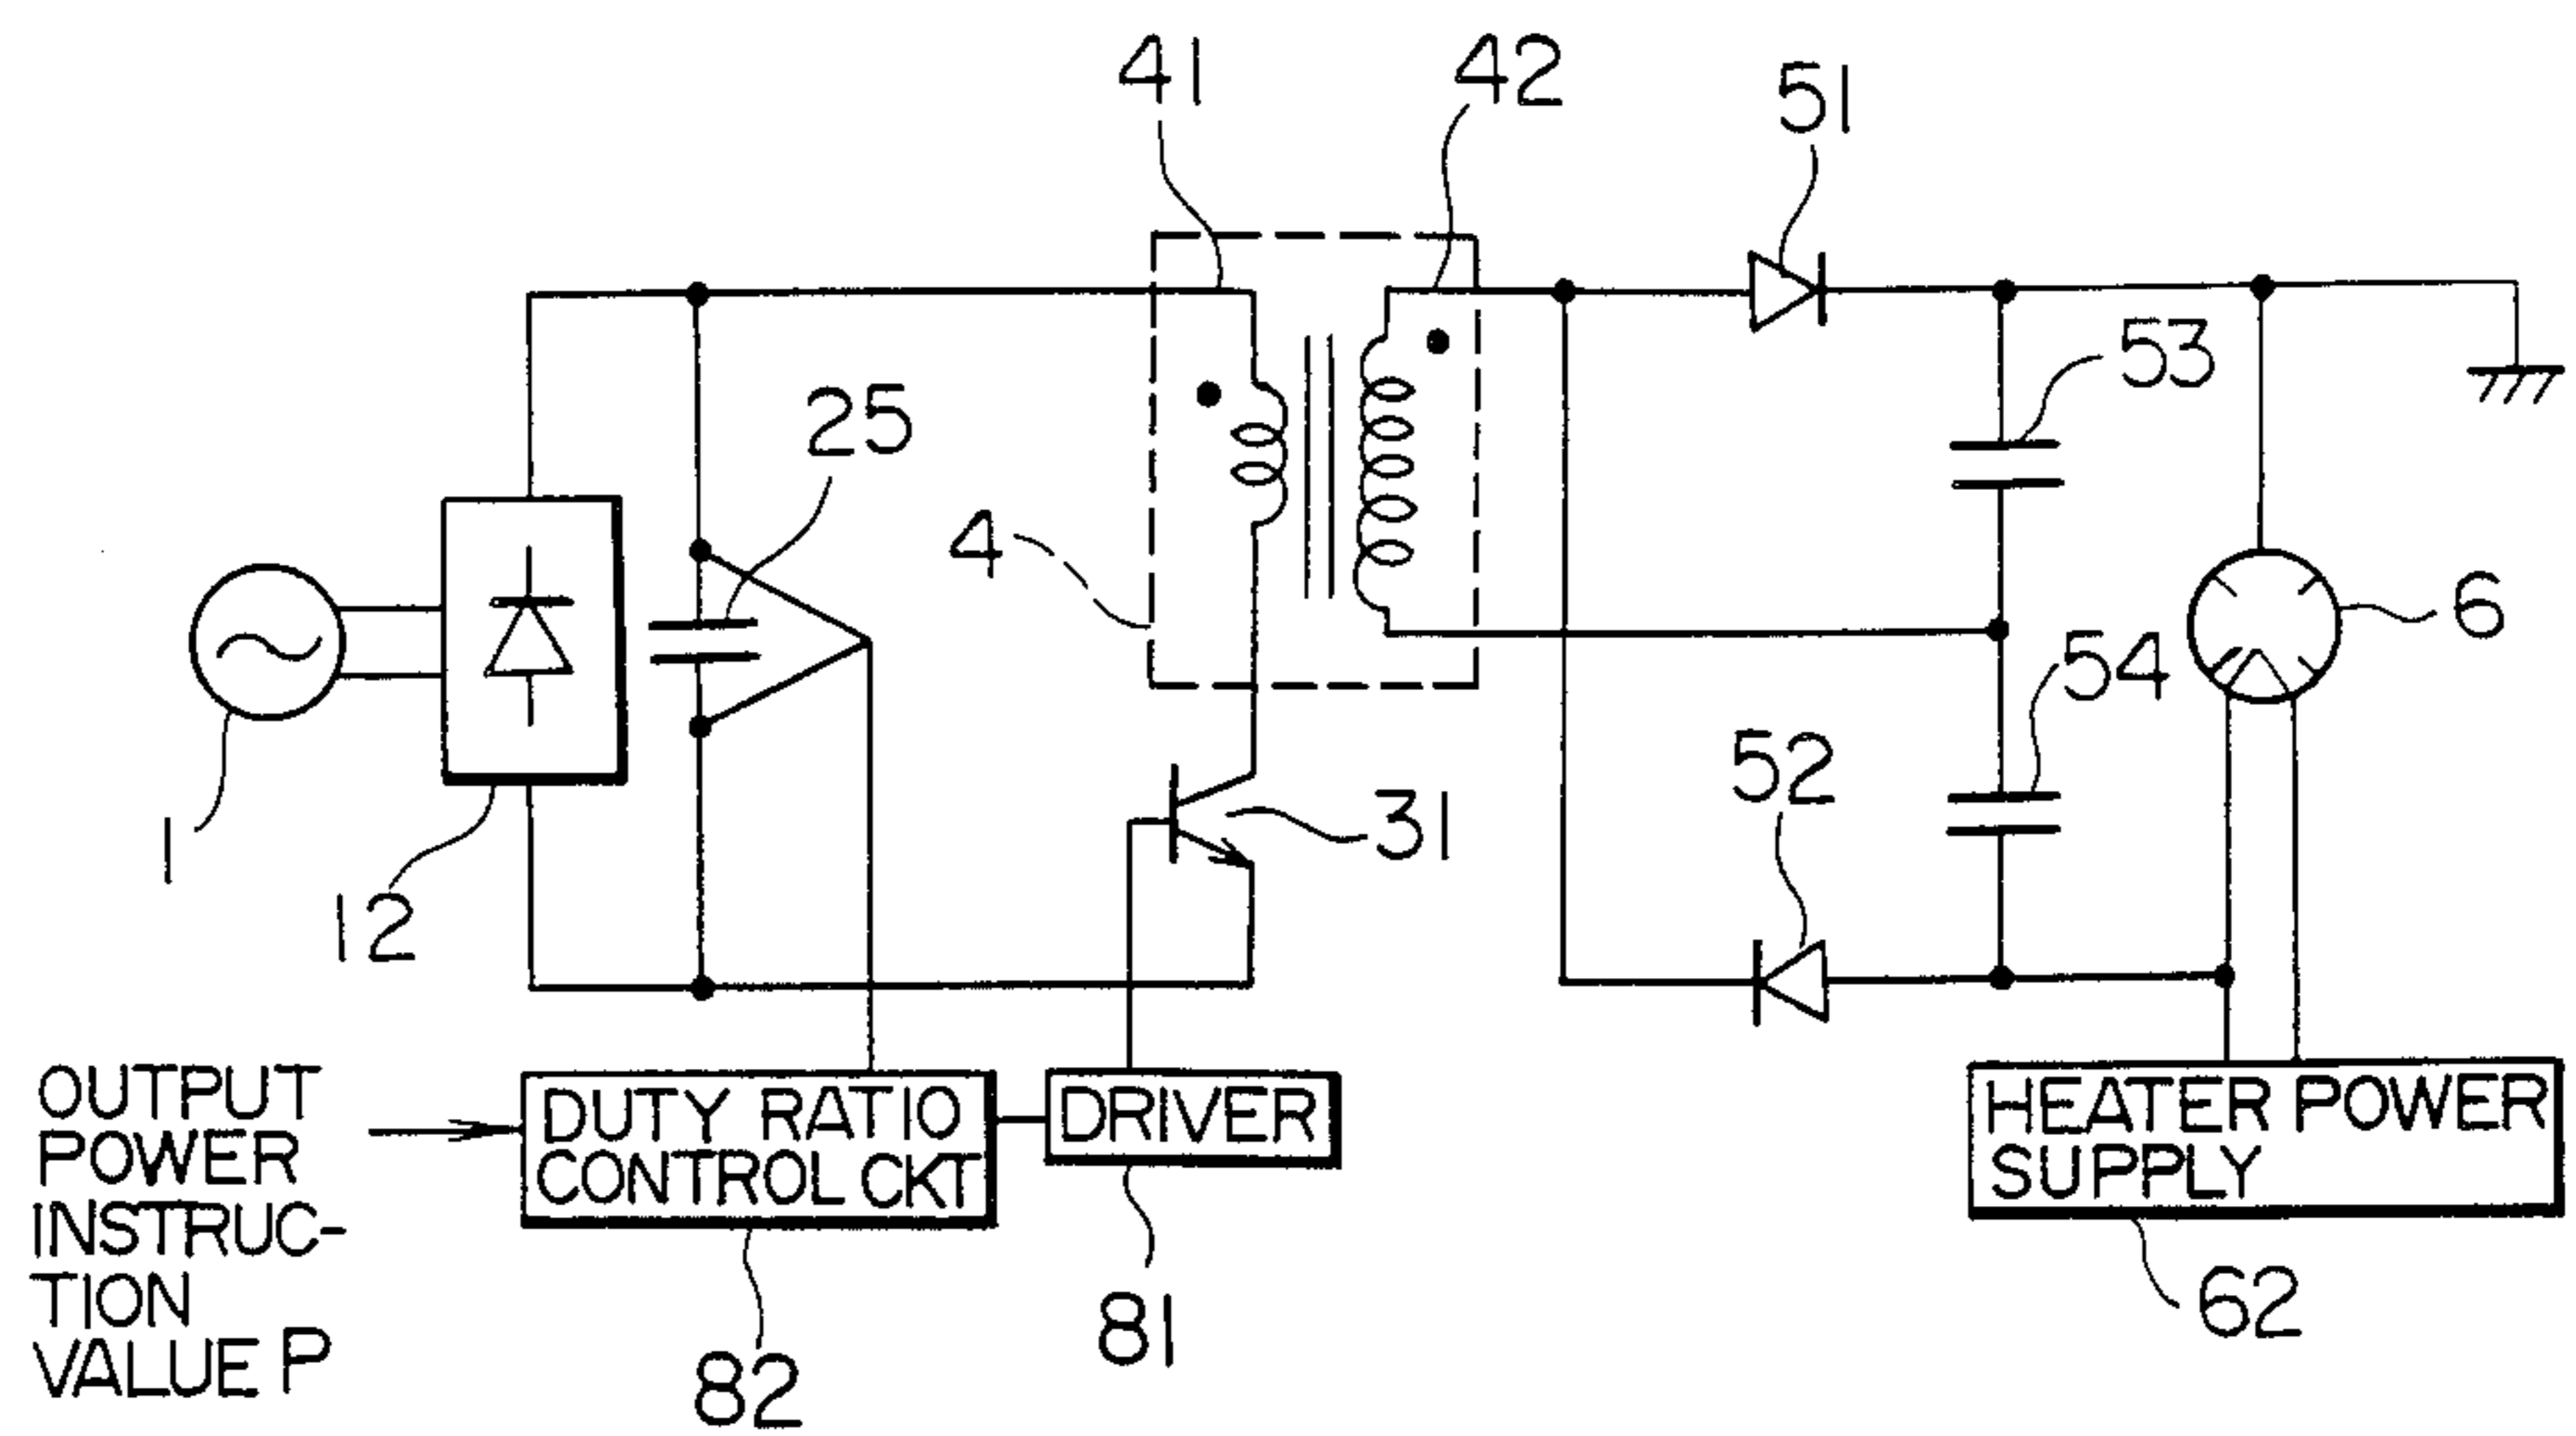 41
42
51
53
25
4
6
54
52
31
1
12
OUTPUT
POWER
INSTRUC-
TION
VALUE P
DUTY RATIO
CONTROL CKT
DRIVER
HEATER POWER
SUPPLY
62
81
82